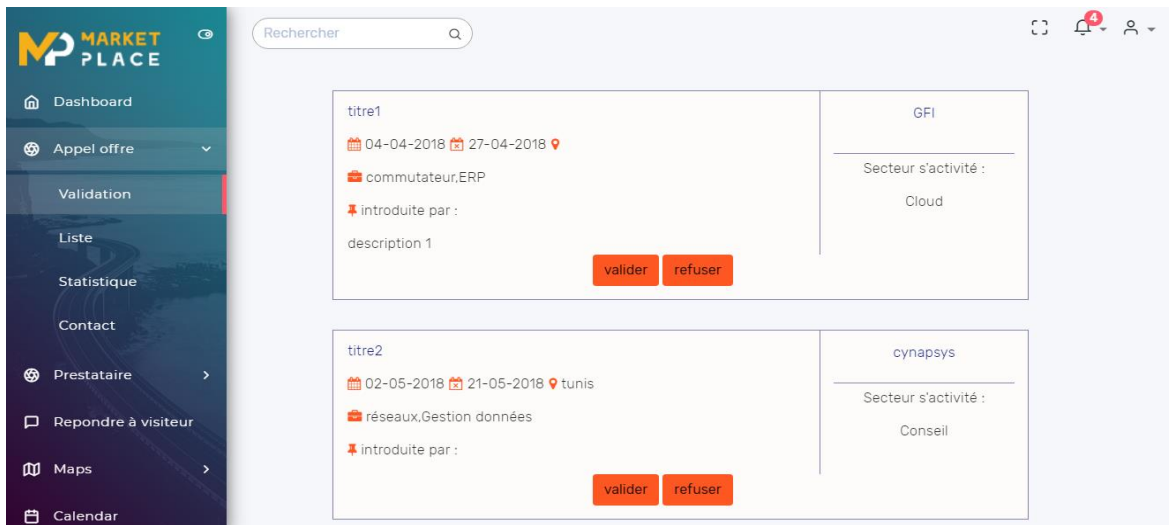 MARKET
PLACE
Dashboard
Appel offre
Validation
Liste
Statistique
Contact
Prestataire
Repondre à visiteur
Maps
Calendar
Rechercher
4
titre1
04-04-2018 27-04-2018
commutateur,ERP
introduite par :
description 1
valider refuser
GFI
Secteur s'activité :
Cloud
titre2
02-05-2018 21-05-2018 tunis
réseaux,Gestion données
introduite par :
valider refuser
cynapsys
Secteur s'activité :
Conseil